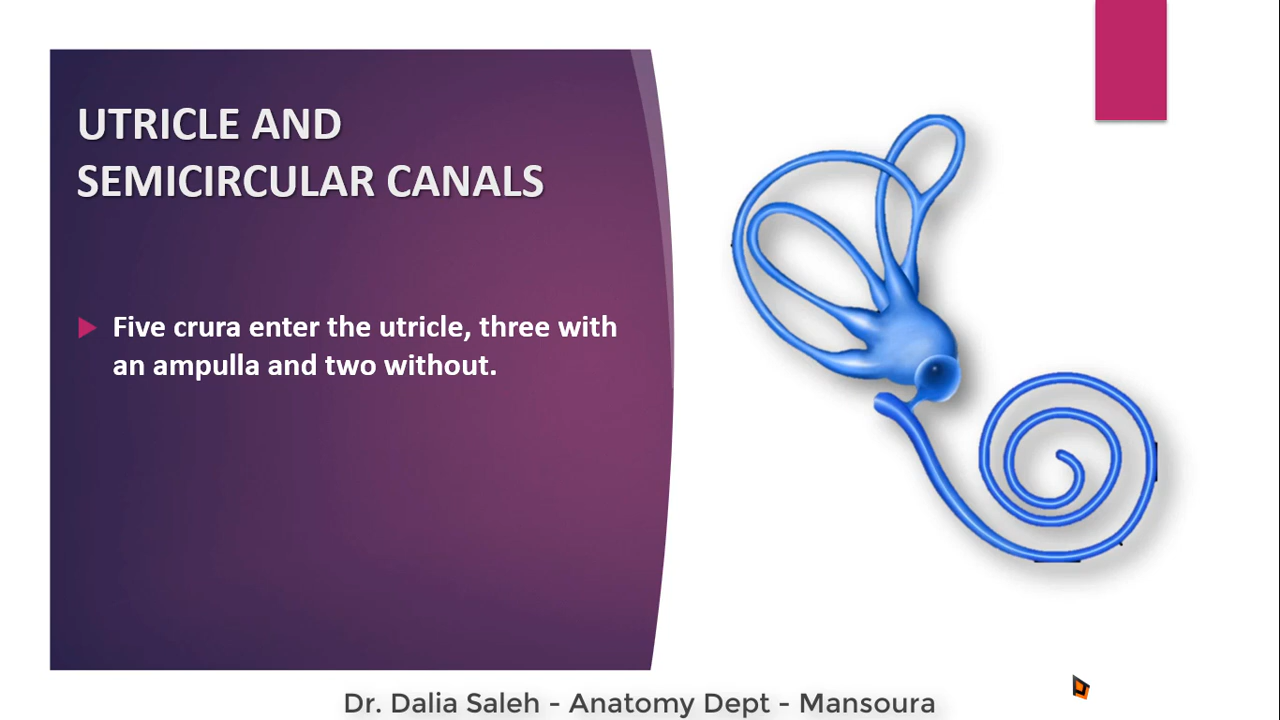 UTRICLE AND
SEMICIRCULAR CANALS
Five crura enter the utricle, three with
an ampulla and two without.
Dr. Dalia Saleh - Anatomy Dept - Mansoura